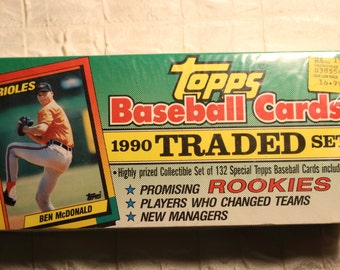 RIOLES
Topps
BEN McDONALD
Topps
Baseball Cards
1990 TRADED SET
• Highly prized Collectible Set of 132 Special Topps Baseball Cards includ
★ PROMISING ROOKIES
★ PLAYERS WHO CHANGED TEAMS
★ NEW MANAGERS